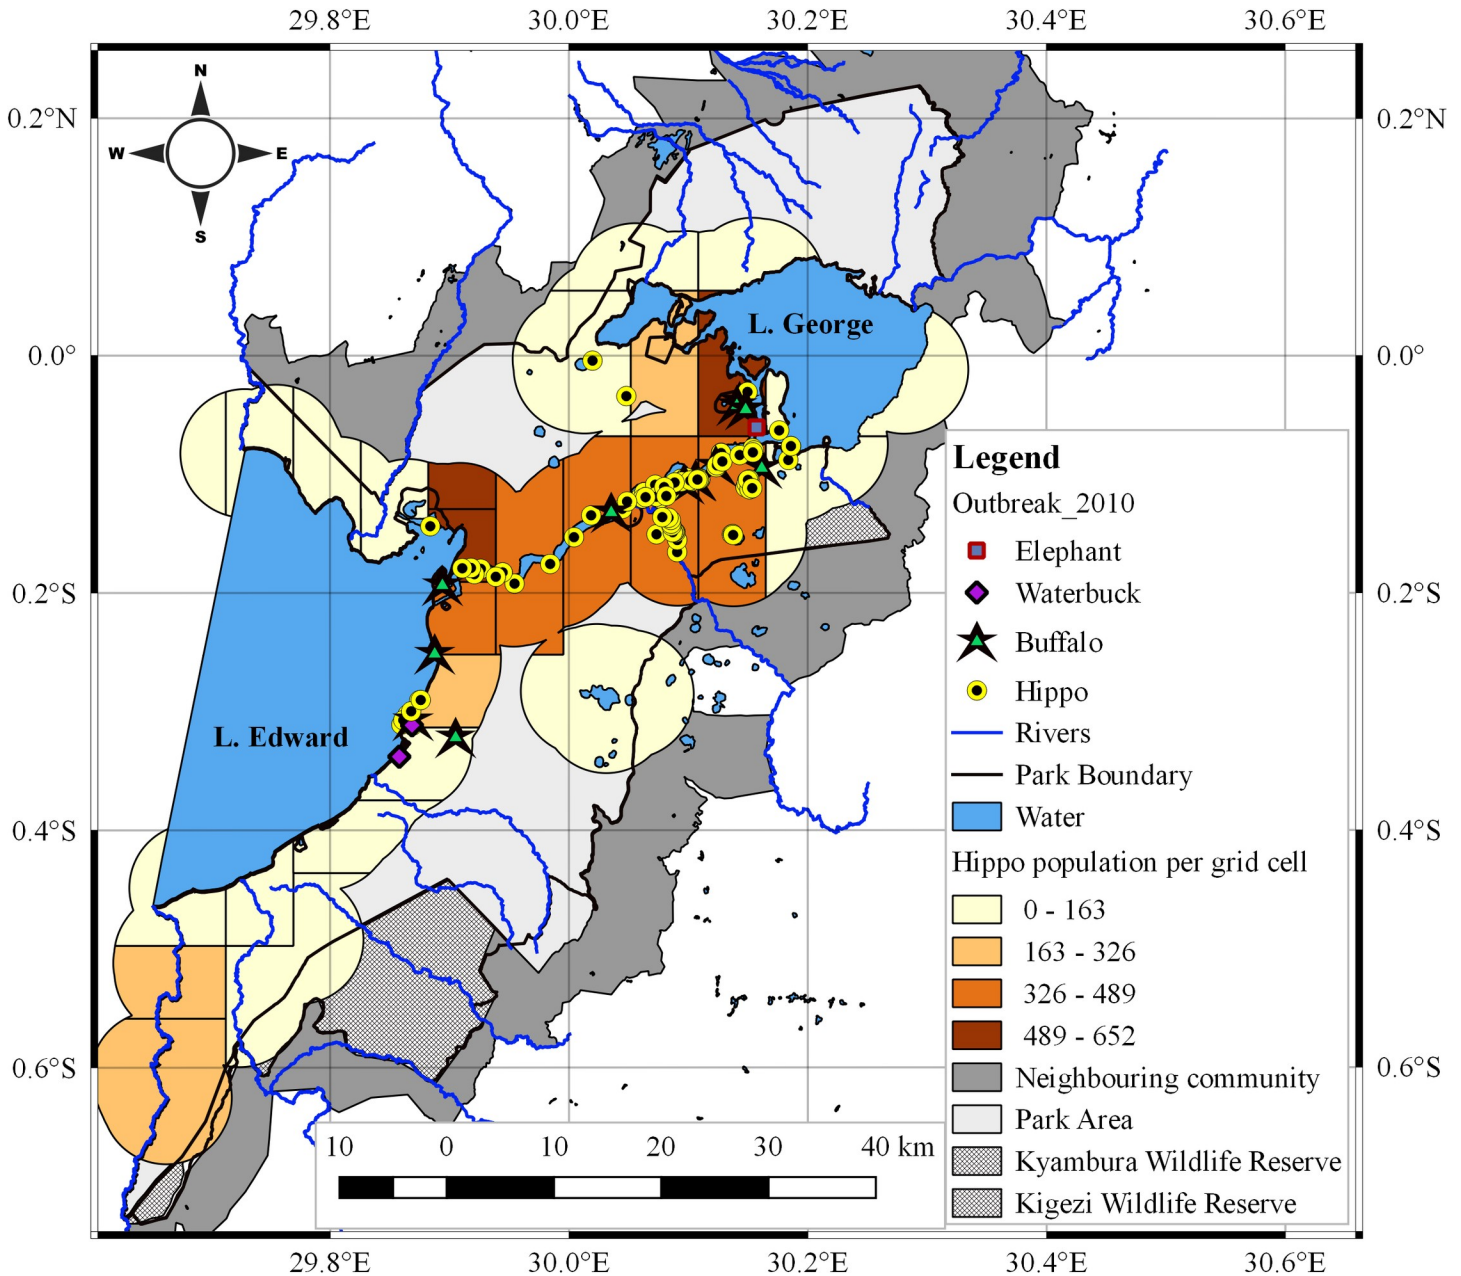 29.8°E 30.0°E 30.2°E 30.4°E 30.6°E
N
W E
S
0.2°N 0.2°N
L. George
0.0° 0.0°
Legend
Outbreak_2010
Elephant
Waterbuck
0.2°S 0.2°S
Buffalo
Hippo
L. Edward
Rivers
Park Boundary
Water
0.4°S 0.4°S
Hippo population per grid cell
0 - 163
163 - 326
326 - 489
489 - 652
0.6°S 0.6°S
Neighbouring community
Park Area
Kyambura Wildlife Reserve
Kigezi Wildlife Reserve
10 0 10 20 30 40 km
29.8°E 30.0°E 30.2°E 30.4°E 30.6°E